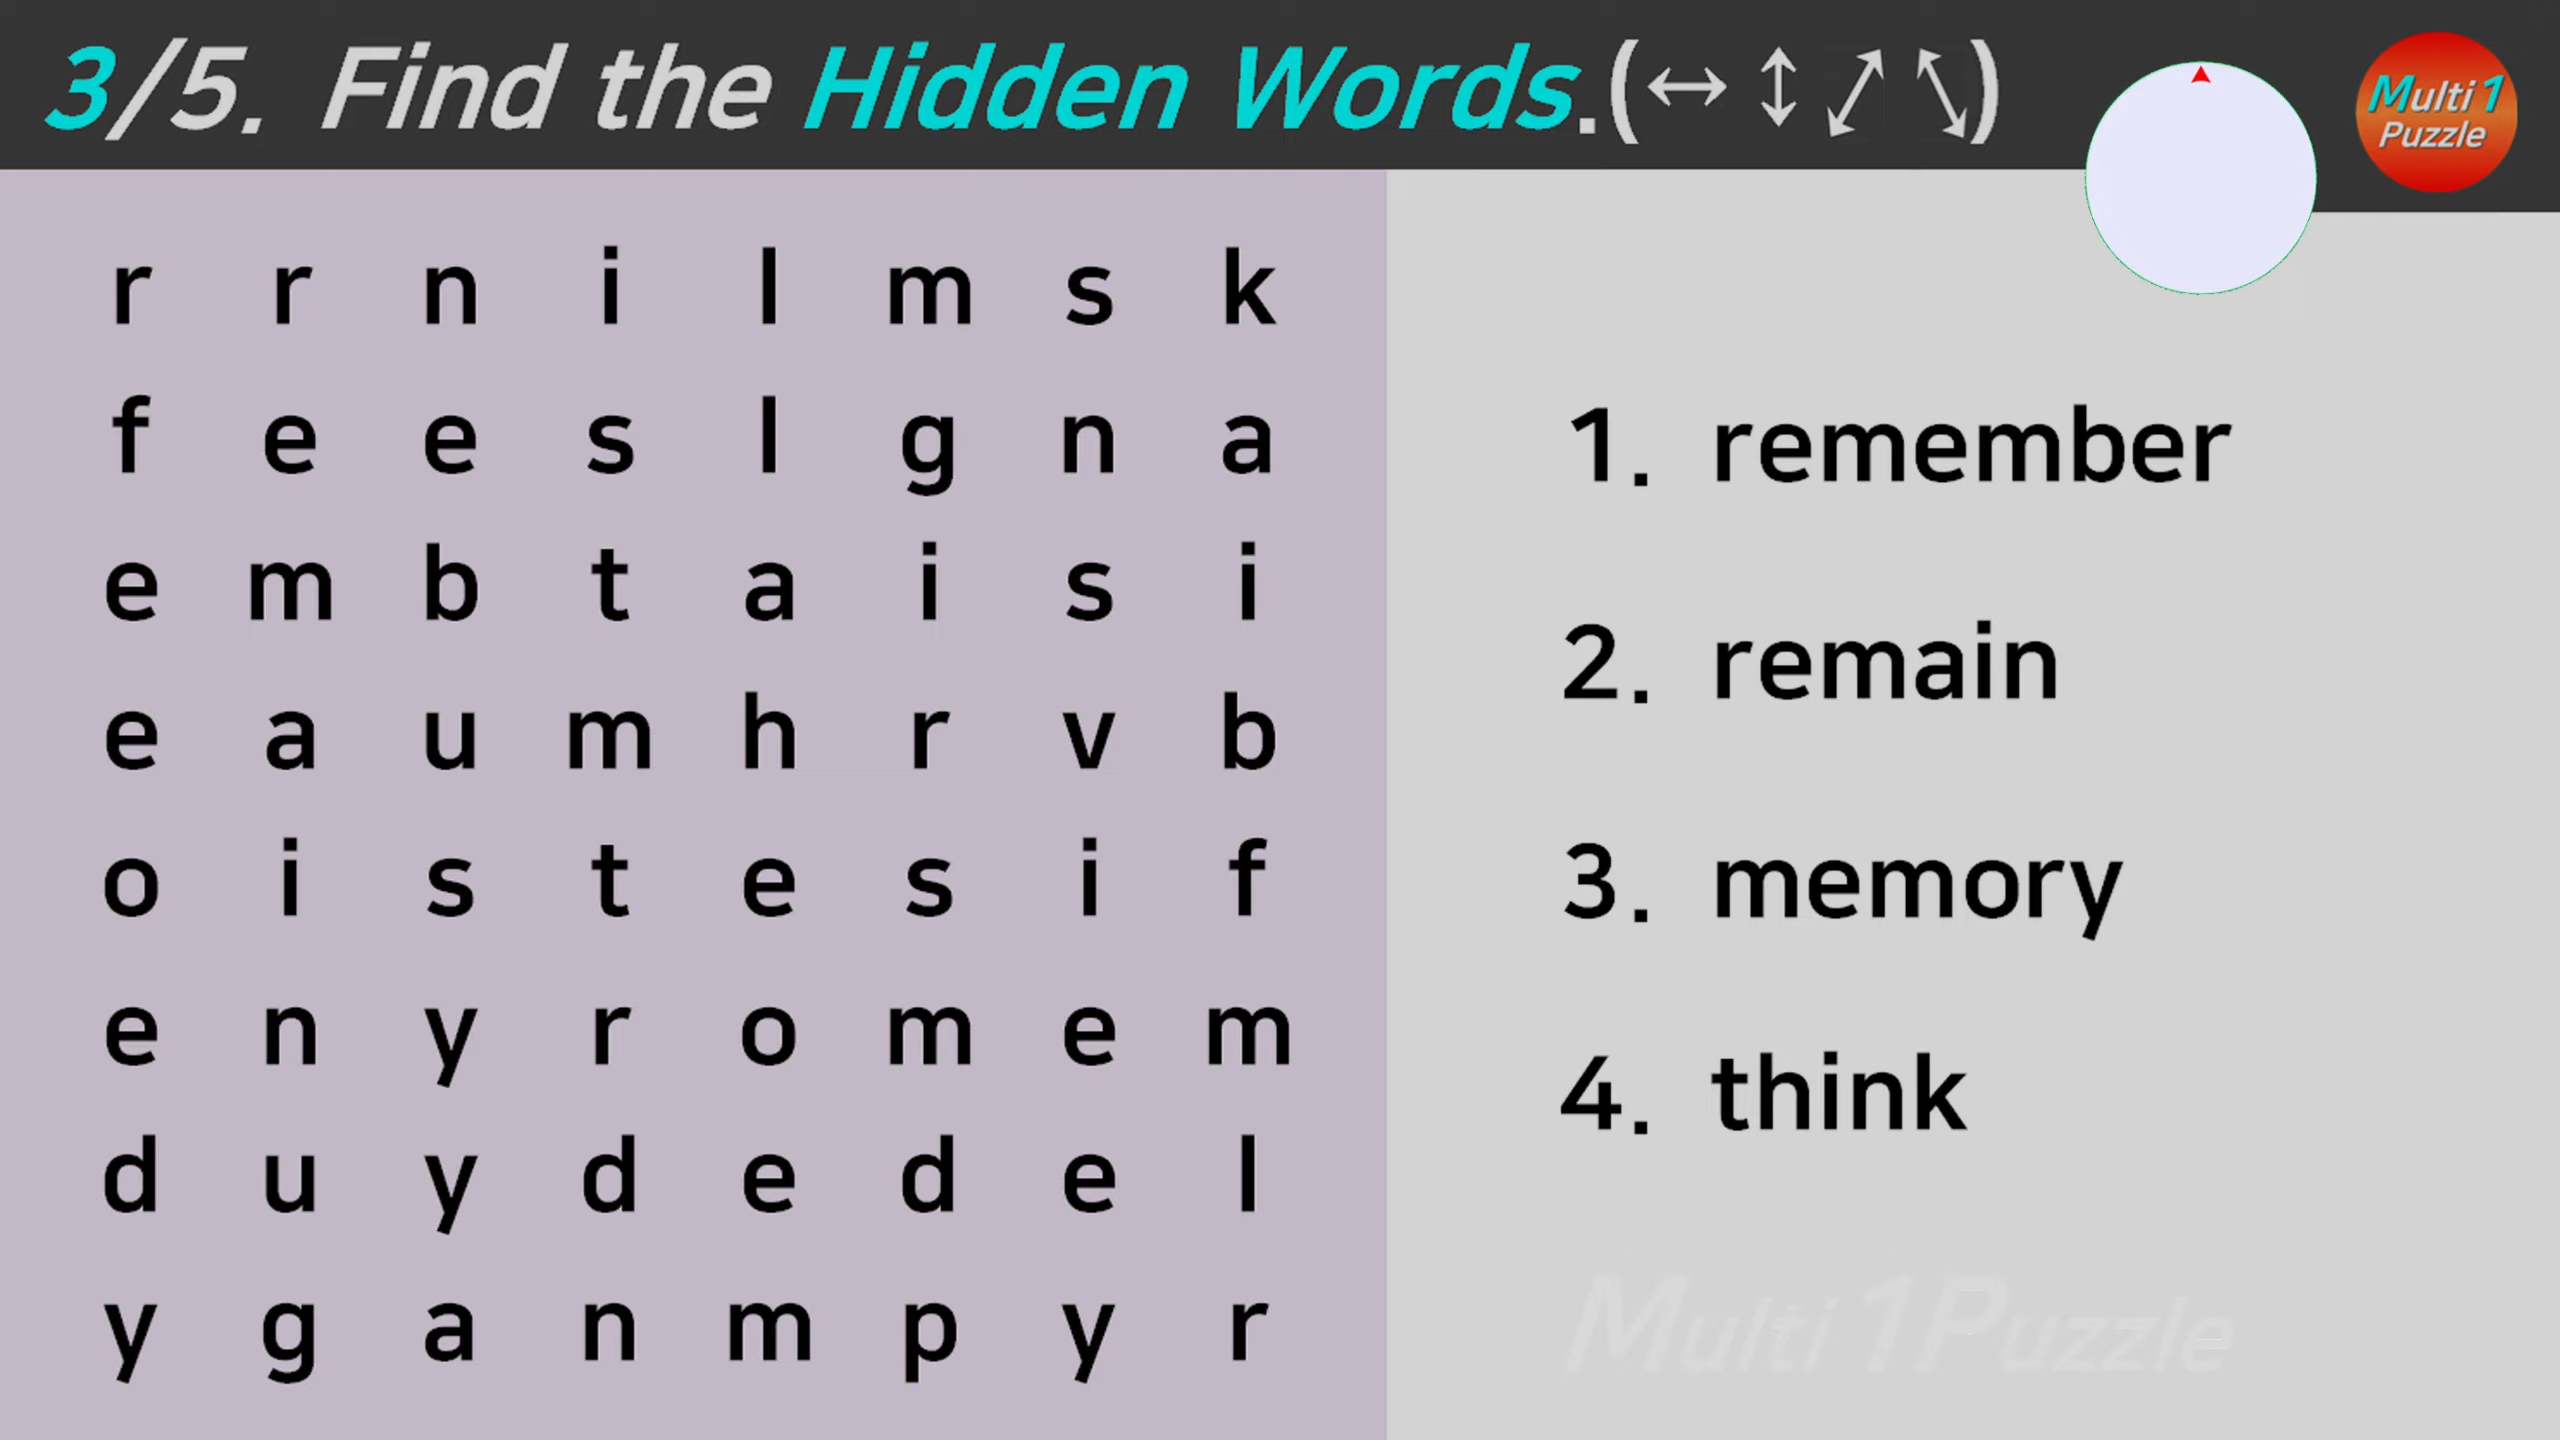 3/5. Find the Hidden Words.(↔ ↕ ⤢ ⤡)
Multi 1
Puzzle
r r n i l m s k
f e e s l g n a
e m b t a i s i
e a u m h r v b
o i s t e s i f
e n y r o m e m
d u y d e d e l
y g a n m p y r
1. remember
2. remain
3. memory
4. think
Multi 1 Puzzle